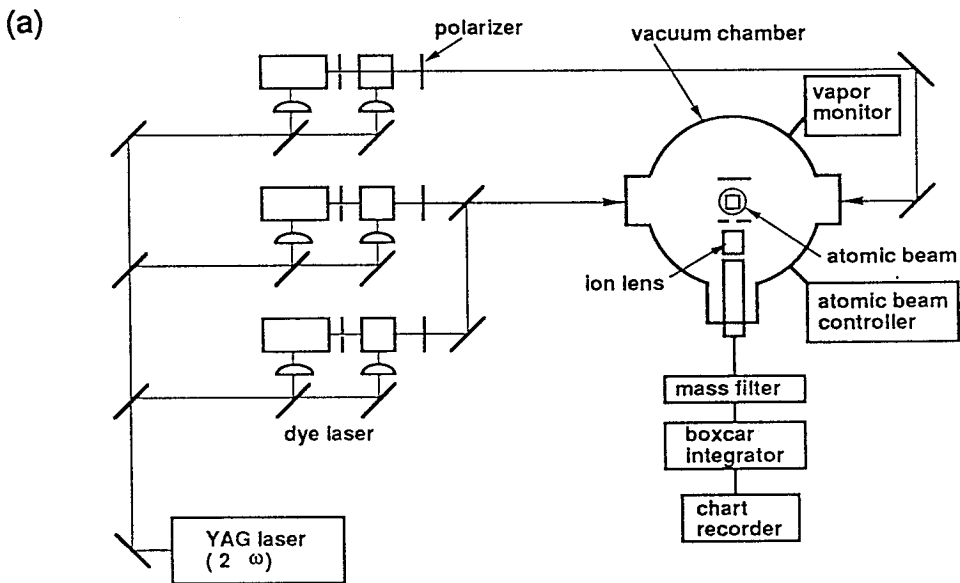 (a)
polarizer
vacuum chamber
vapor
monitor
ion lens
atomic beam
atomic beam
controller
mass filter
dye laser
boxcar
integrator
chart
recorder
YAG laser
( 2 ω)